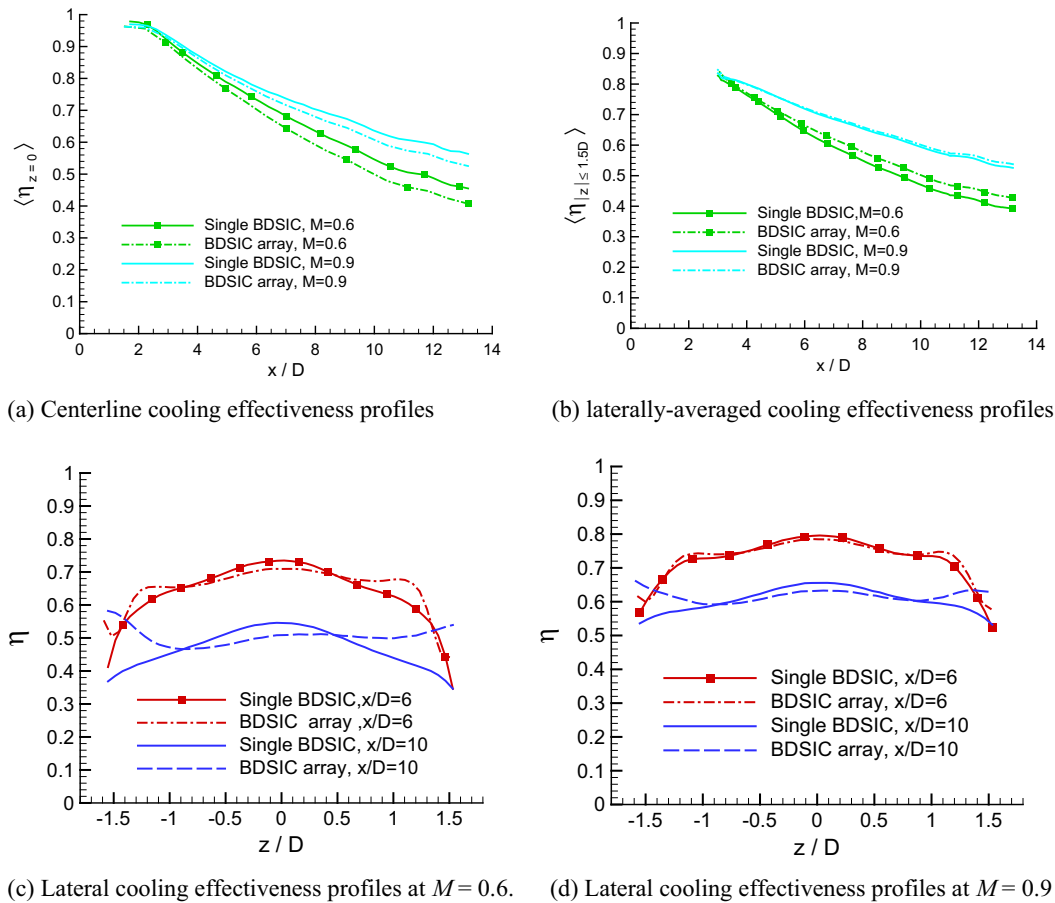 1
0.9
0.8
0.7
0.6
0.5
0.4
0.3
0.2
0.1
0
⟨η z = 0⟩
Single BDSIC, M=0.6
BDSIC array, M=0.6
Single BDSIC, M=0.9
BDSIC array, M=0.9
0 2 4 6 8 10 12 14
x / D
1
0.9
0.8
0.7
0.6
0.5
0.4
0.3
0.2
0.1
0
⟨η |z| ≤ 1.5D⟩
Single BDSIC,M=0.6
BDSIC array, M=0.6
Single BDSIC, M=0.9
BDSIC array, M=0.9
0 2 4 6 8 10 12 14
x / D
(a) Centerline cooling effectiveness profiles
(b) laterally-averaged cooling effectiveness profiles
1
0.9
0.8
0.7
0.6
0.5
0.4
0.3
0.2
0.1
0
η
Single BDSIC,x/D=6
BDSIC array ,x/D=6
Single BDSIC, x/D=10
BDSIC array, x/D=10
-1.5 -1 -0.5 0 0.5 1 1.5
z / D
1
0.9
0.8
0.7
0.6
0.5
0.4
0.3
0.2
0.1
0
η
Single BDSIC, x/D=6
BDSIC array, x/D=6
Single BDSIC, x/D=10
BDSIC array, x/D=10
-1.5 -1 -0.5 0 0.5 1 1.5
z / D
(c) Lateral cooling effectiveness profiles at M = 0.6.
(d) Lateral cooling effectiveness profiles at M = 0.9